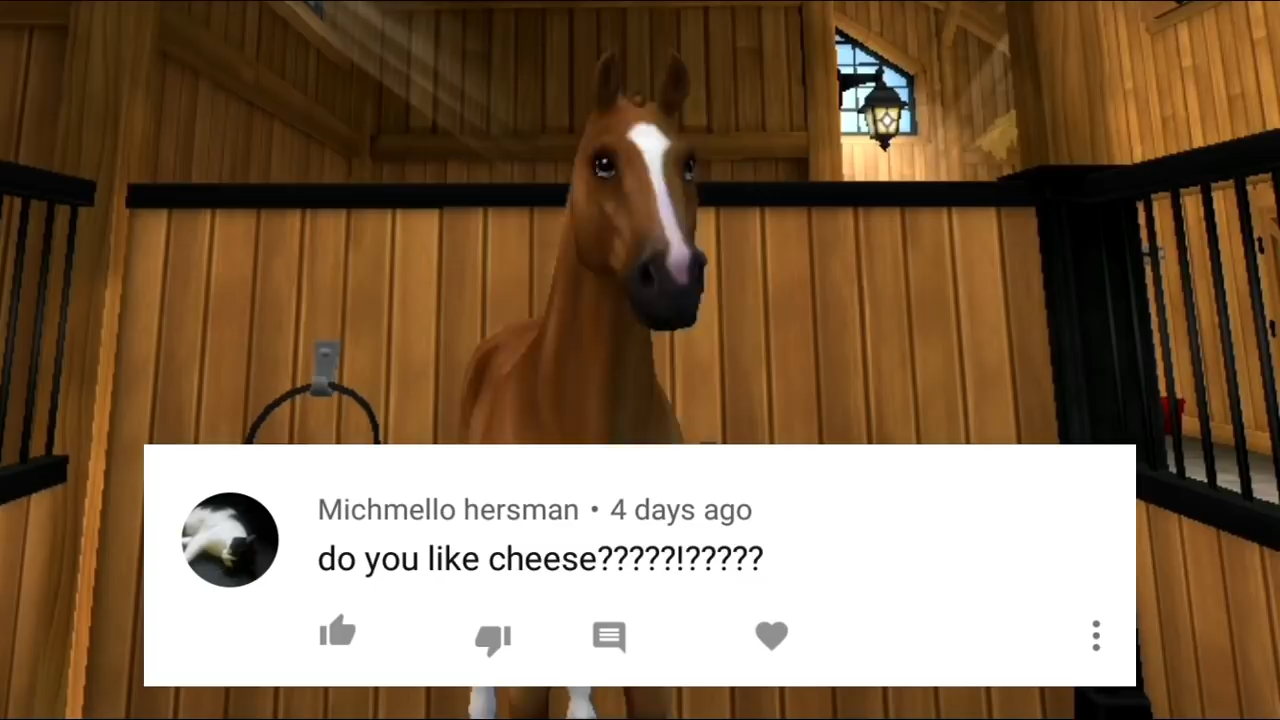 Michmello hersman • 4 days ago
do you like cheese?????!?????